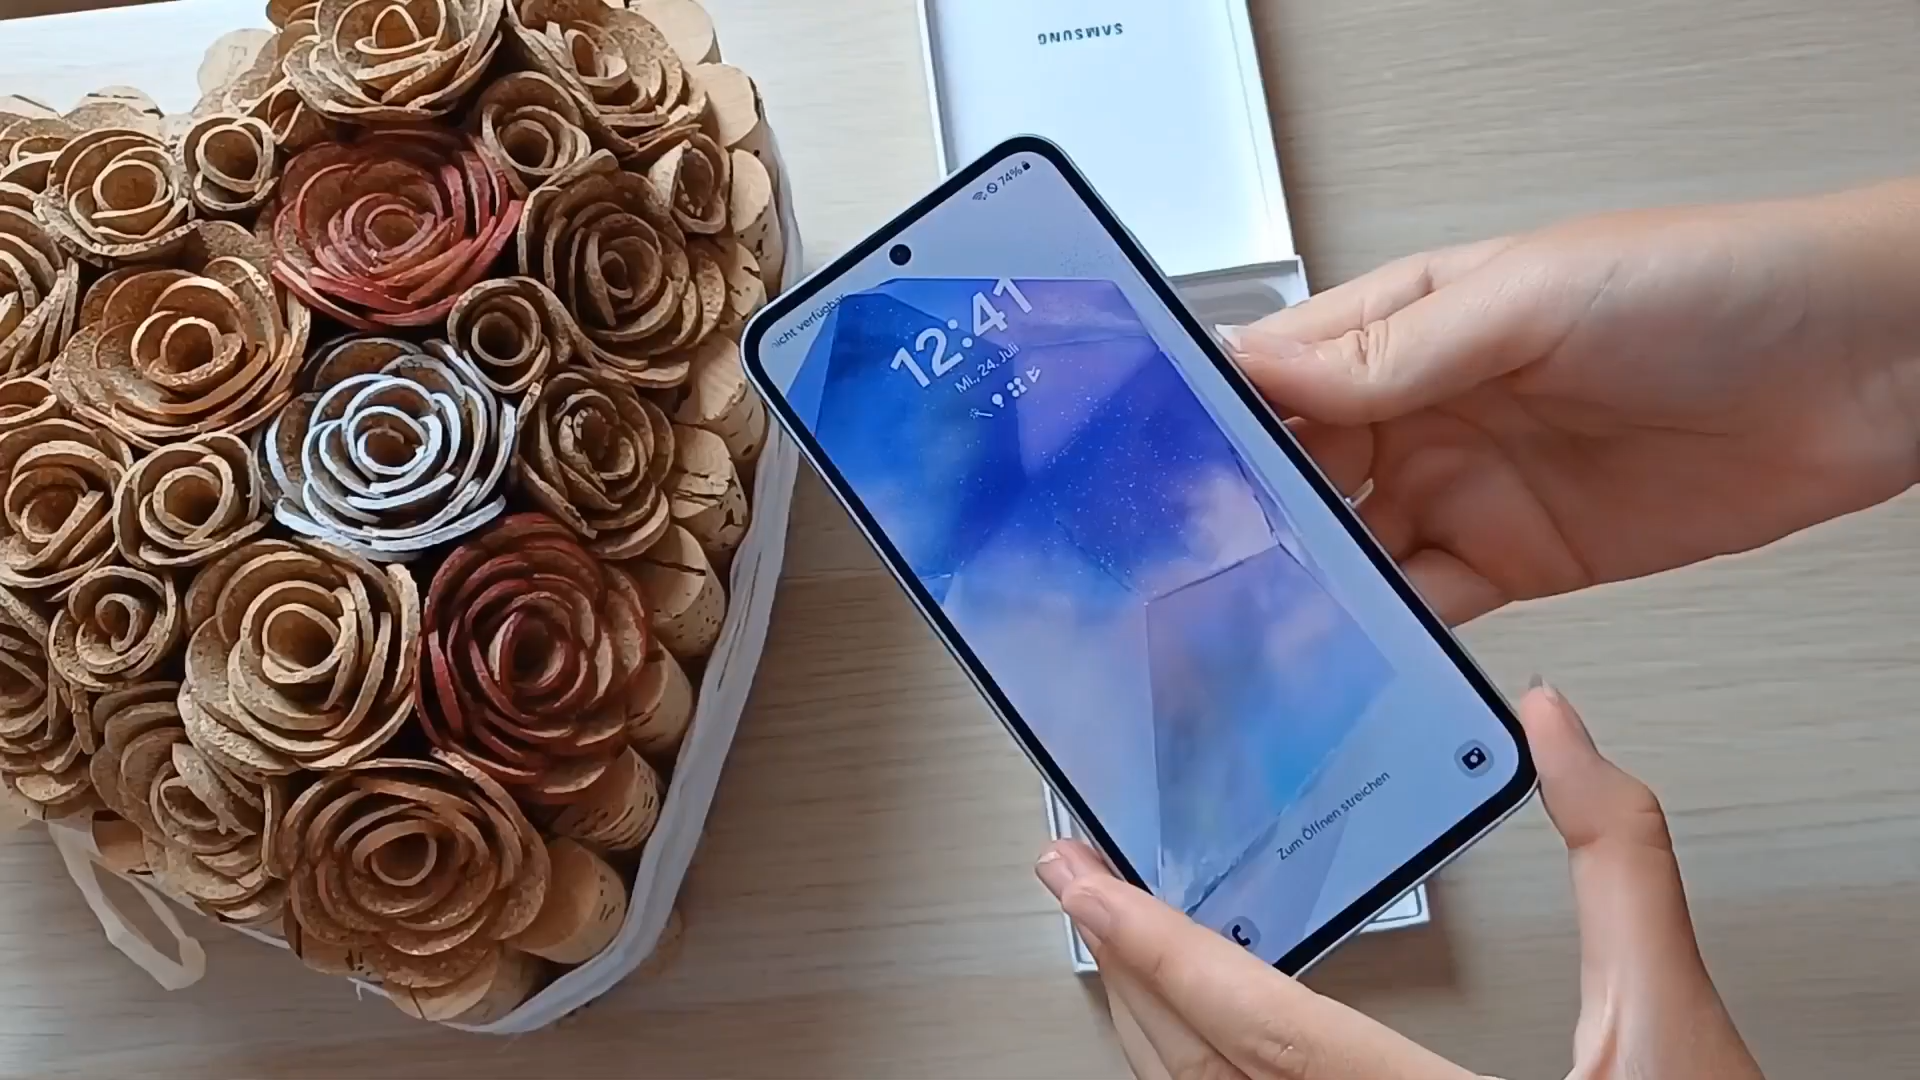 SAMSUNG
74%
nicht verfügbar
12:41
Mi., 24. Juli
Zum Öffnen streichen